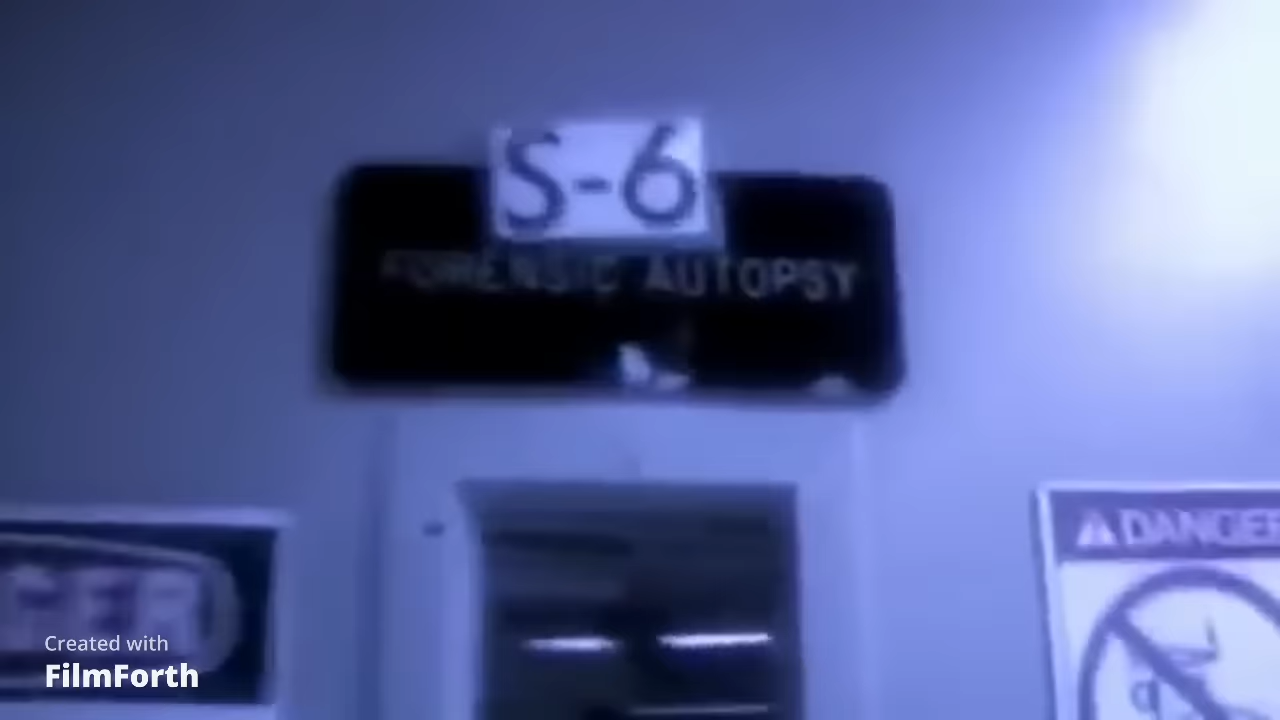 S-6
FORENSIC AUTOPSY
DANGER
Created with
FilmForth